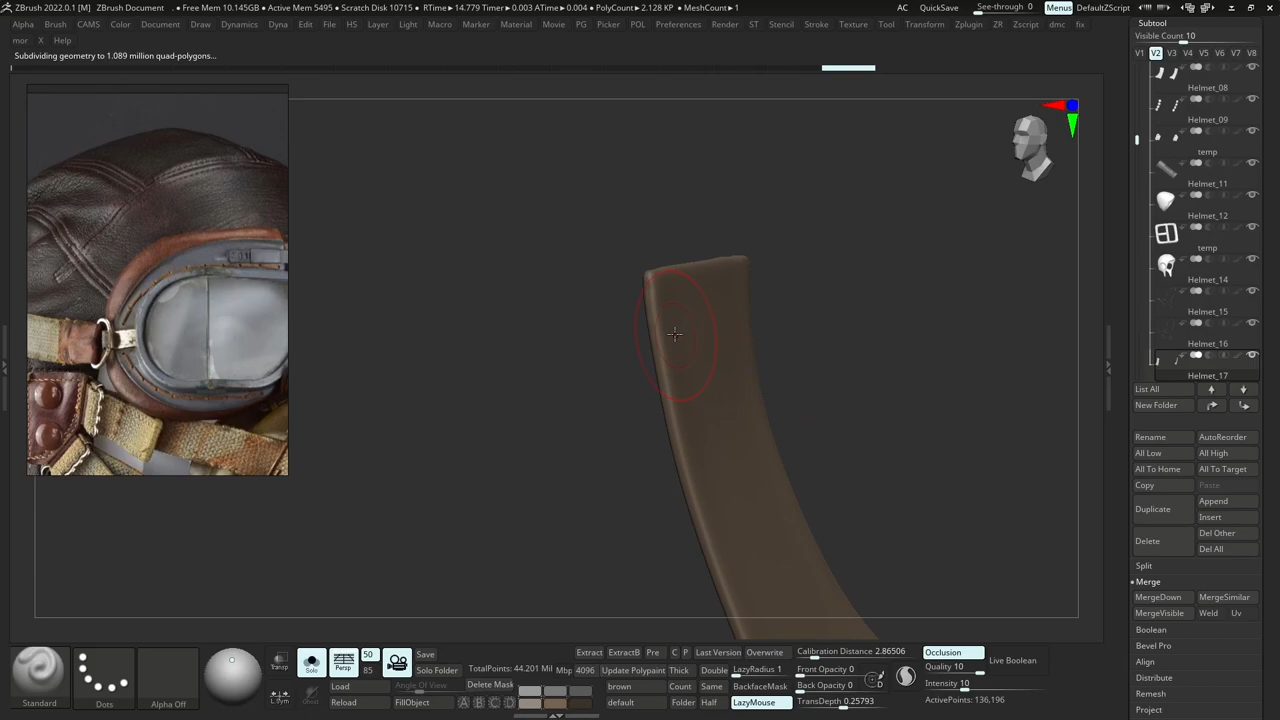 ZBrush 2022.0.1 [M] ZBrush Document . • Free Mem 10.145GB • Active Mem 5495 • Scratch Disk 10715 • RTime▸14.779 Timer▸0.003 ATime▸0.004 • PolyCount▸2.128 KP • MeshCount▸1 AC QuickSave See-through 0 Menus DefaultZScript
Alpha Brush CAMS Color Document Draw Dynamics Dyna Edit File HS Layer Light Macro Marker Material Movie PG Picker POL Preferences Render ST Stencil Stroke Texture Tool Transform Zplugin ZR Zscript dmc fix
mor X Help
Subdividing geometry to 1.089 million quad-polygons...
Subtool
Visible Count 10
V1 V2 V3 V4 V5 V6 V7 V8
Helmet_08
Helmet_09
temp
Helmet_11
Helmet_12
temp
Helmet_14
Helmet_15
Helmet_16
Helmet_17
List All
New Folder
Rename AutoReorder
All Low All High
All To Home All To Target
Copy Paste
Duplicate Append
Insert
Delete Del Other
Del All
Split
Merge
MergeDown MergeSimilar
MergeVisible Weld Uv
Boolean
Bevel Pro
Align
Distribute
Remesh
Project
Standard
Dots
Alpha Off
Transp
Ghost
L.Sym
Solo
Persp
50
85
Save
Solo Folder
Load Angle Of View
Reload FillObject
TotalPoints: 44.201 Mil
Delete Mask
A B C D
Extract ExtractB Pre C P Last Version Overwrite
Mbp 4096 Update Polypaint Thick Double LazyRadius 1
brown Count Same BackfaceMask
default Folder Half LazyMouse
Calibration Distance 2.86506
Front Opacity 0
Back Opacity 0
TransDepth 0.25793
D
Occlusion
Quality 10
Intensity 10
Live Boolean
ActivePoints: 136,196